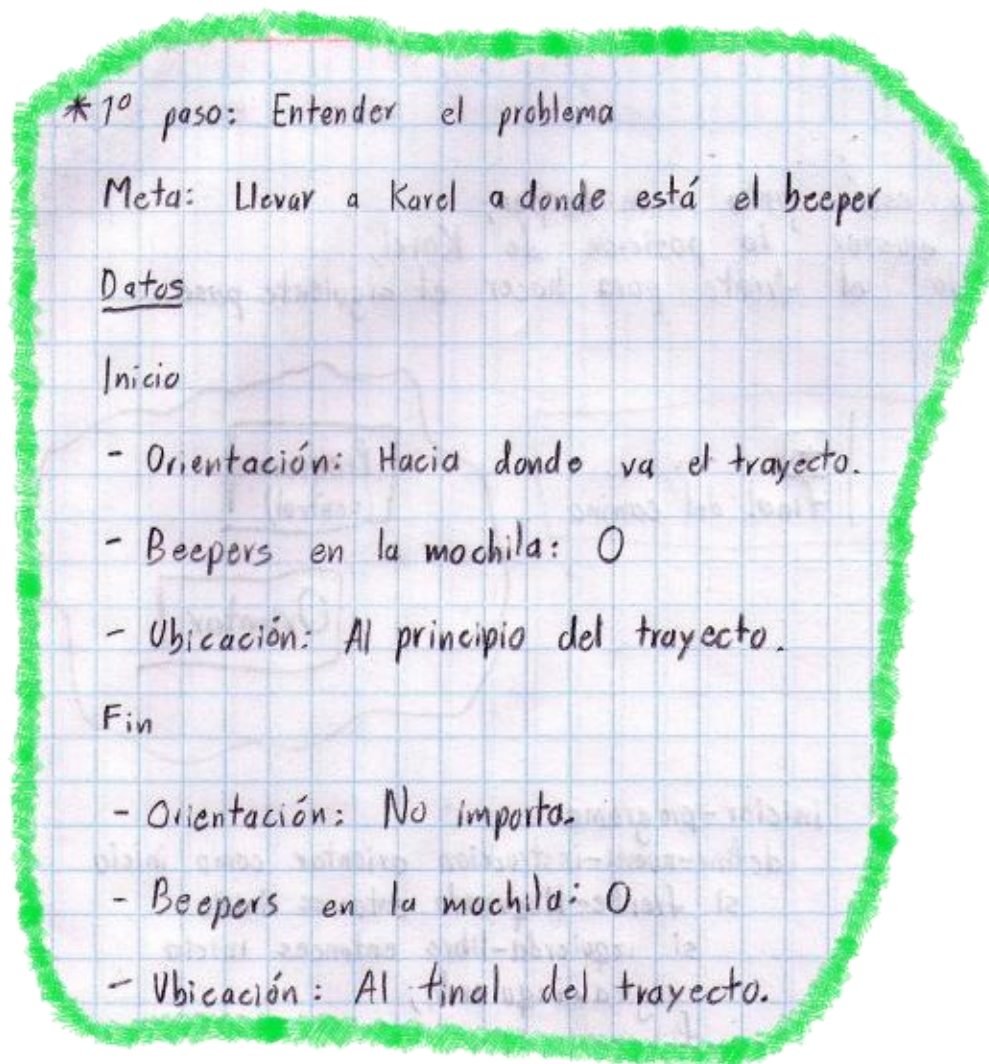 * 1º paso: Entender el problema
Meta: Llevar a Karel a donde está el beeper
Datos
Inicio
- Orientación: Hacia donde va el trayecto.
- Beepers en la mochila: 0
- Ubicación: Al principio del trayecto.
Fin
- Orientación: No importa.
- Beepers en la mochila: 0
- Ubicación: Al final del trayecto.